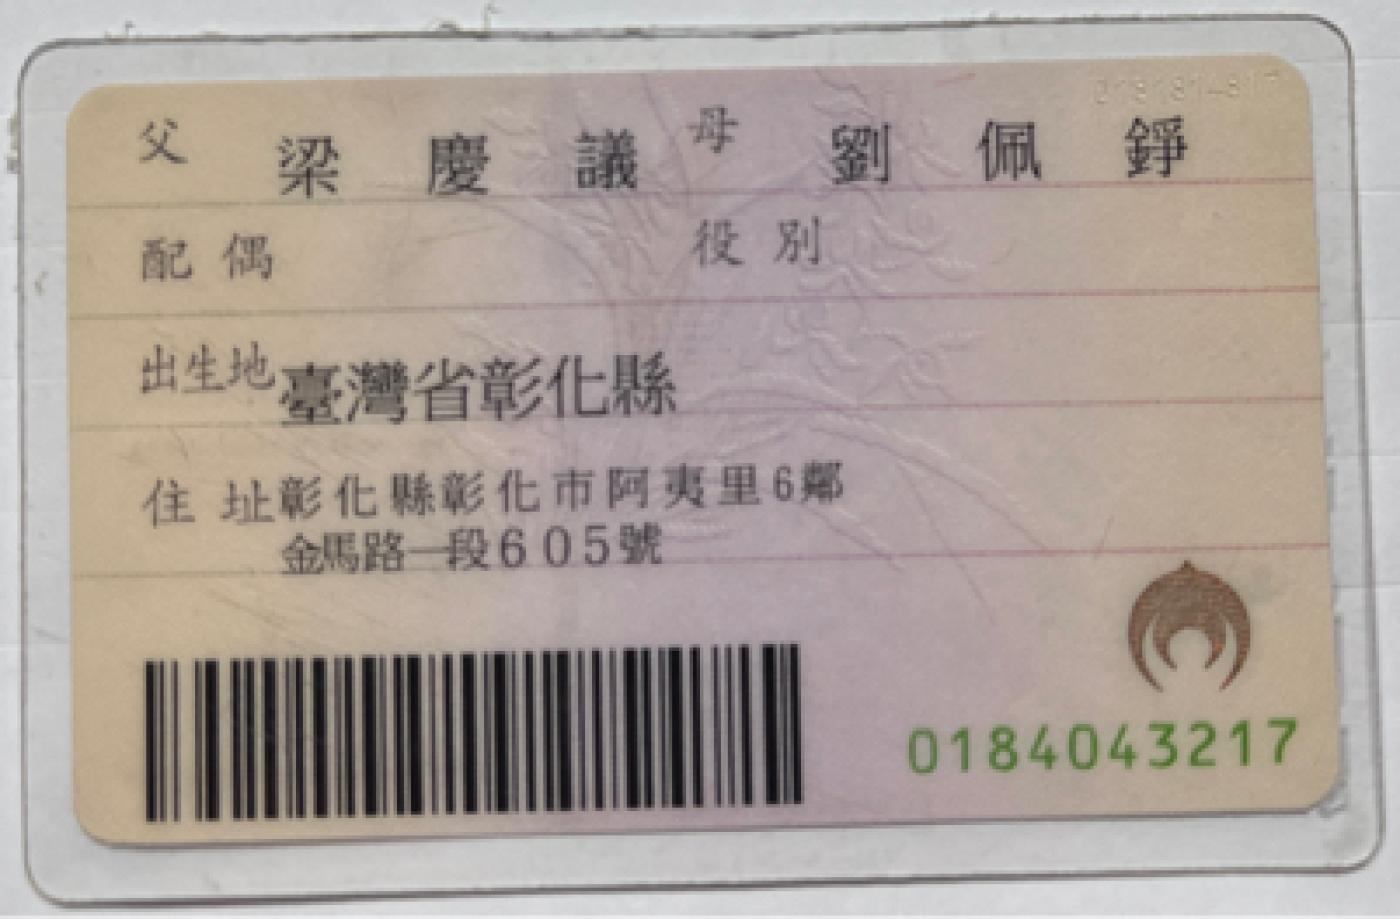 父 梁慶議 母 劉佩錚
配偶 役別
出生地 臺灣省彰化縣
住址 彰化縣彰化市阿夷里6鄰
金馬路一段605號
0184043217